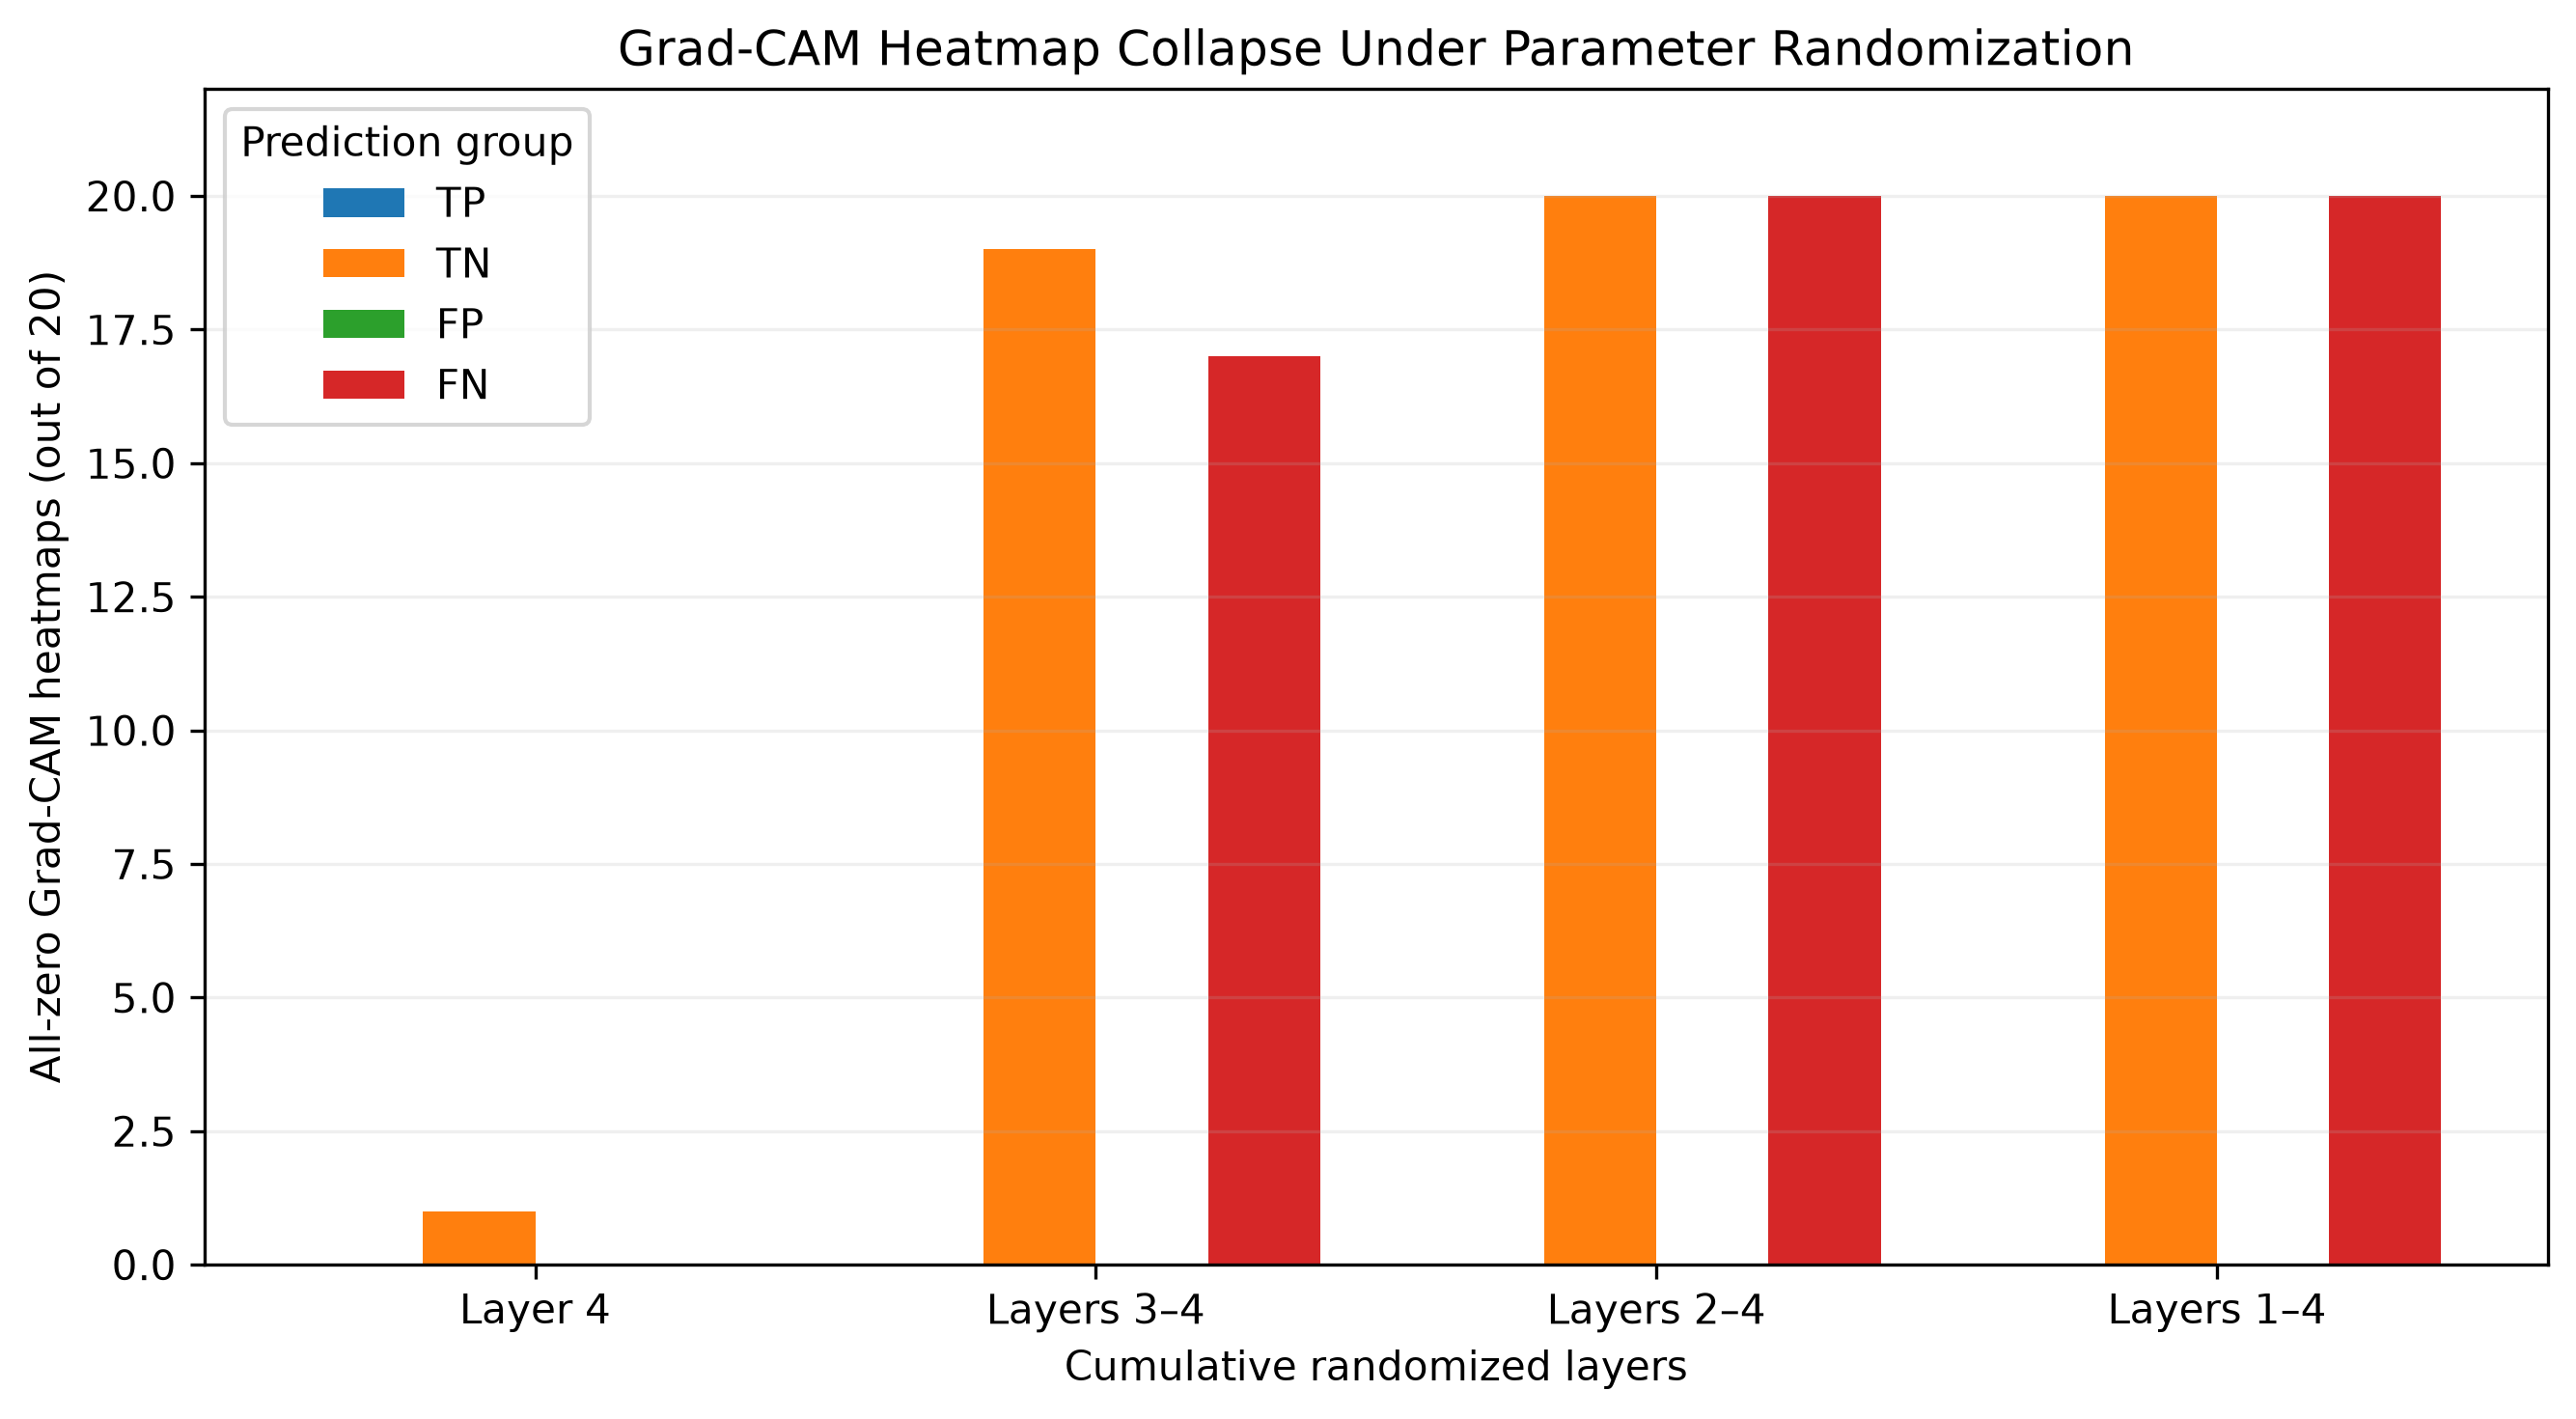 Grad-CAM Heatmap Collapse Under Parameter Randomization
Prediction group
TP
TN
FP
FN
All-zero Grad-CAM heatmaps (out of 20)
20.0
17.5
15.0
12.5
10.0
7.5
5.0
2.5
0.0
Layer 4
Layers 3–4
Layers 2–4
Layers 1–4
Cumulative randomized layers